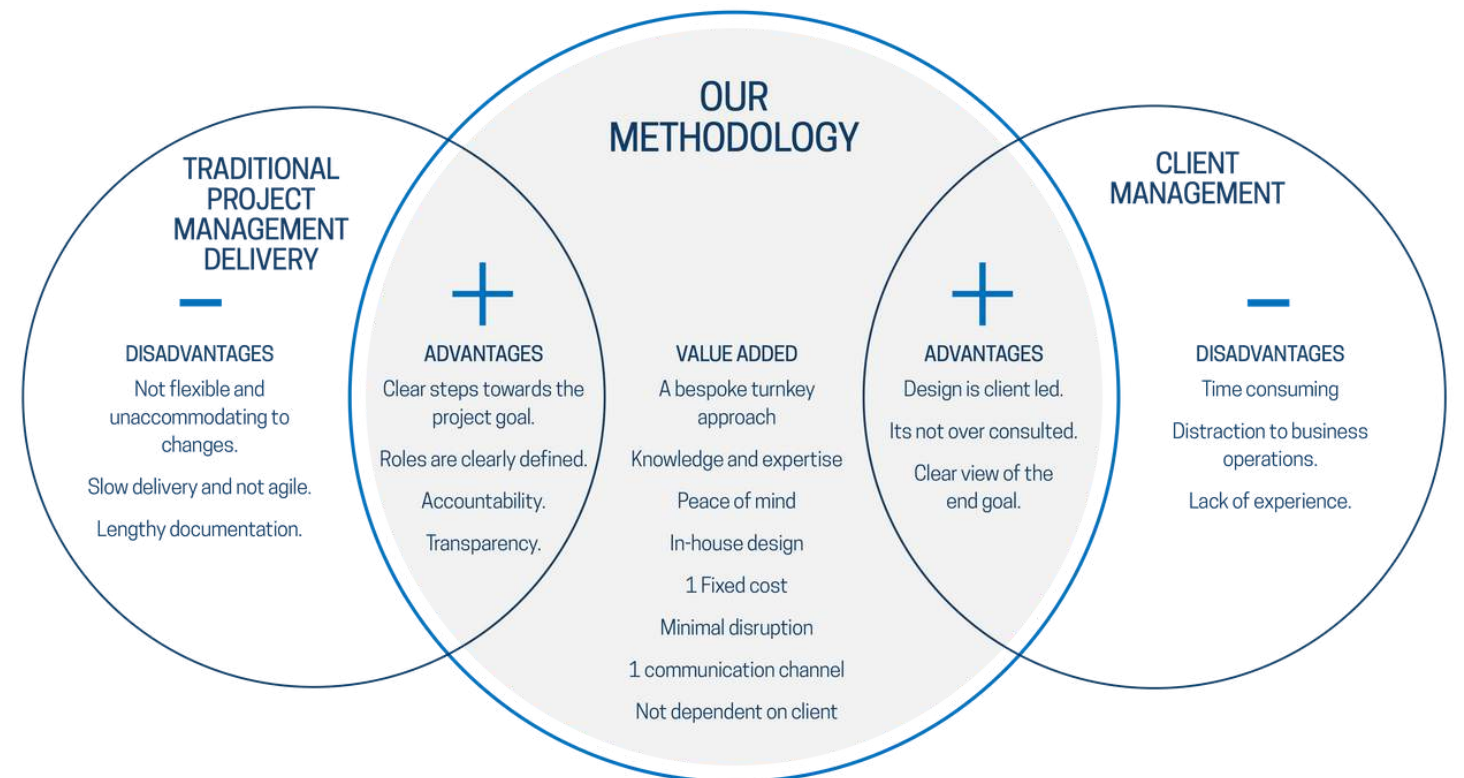 OUR
METHODOLOGY
TRADITIONAL
PROJECT
MANAGEMENT
DELIVERY
DISADVANTAGES
Not flexible and
unaccommodating to
changes.
Slow delivery and not agile.
Lengthy documentation.
ADVANTAGES
Clear steps towards the
project goal.
Roles are clearly defined.
Accountability.
Transparency.
VALUE ADDED
A bespoke turnkey
approach
Knowledge and expertise
Peace of mind
In-house design
1 Fixed cost
Minimal disruption
1 communication channel
Not dependent on client
ADVANTAGES
Design is client led.
Its not over consulted.
Clear view of the
end goal.
CLIENT
MANAGEMENT
DISADVANTAGES
Time consuming
Distraction to business
operations.
Lack of experience.